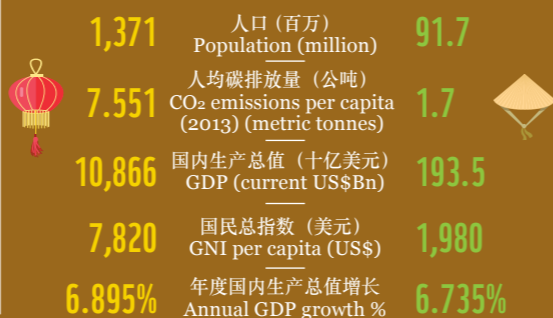 1,371 人口 (百万) 91.7
Population (million)
7.551 人均碳排放量（公吨） 1.7
CO₂ emissions per capita
(2013) (metric tonnes)
10,866 国内生产总值（十亿美元） 193.5
GDP (current US$Bn)
7,820 国民总指数（美元） 1,980
GNI per capita (US$)
6.895% 年度国内生产总值增长 6.735%
Annual GDP growth %